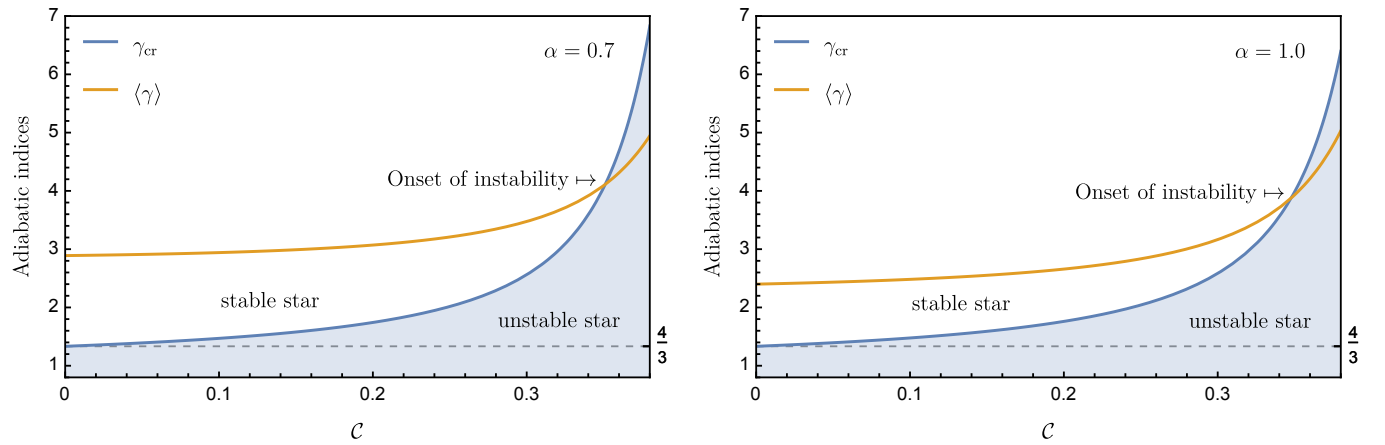 7
6
5
4
3
2
1
Adiabatic indices
γcr
⟨γ⟩
α = 0.7
Onset of instability ↦
stable star
unstable star
4
3
0
0.1
0.2
0.3
𝒞
7
6
5
4
3
2
1
Adiabatic indices
γcr
⟨γ⟩
α = 1.0
Onset of instability ↦
stable star
unstable star
4
3
0
0.1
0.2
0.3
𝒞